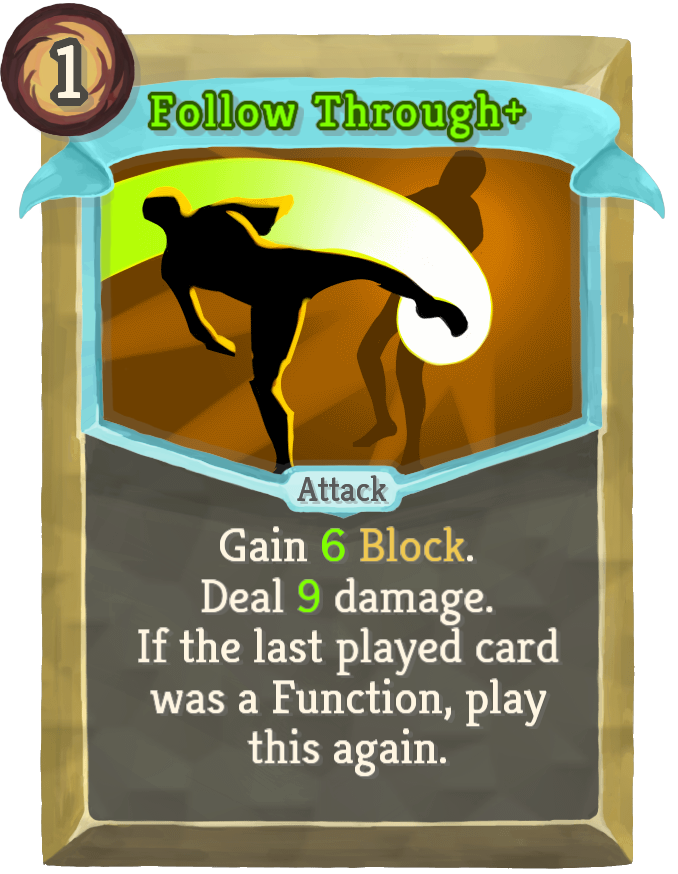 1
Follow Through+
Attack
Gain 6 Block.
Deal 9 damage.
If the last played card
was a Function, play
this again.